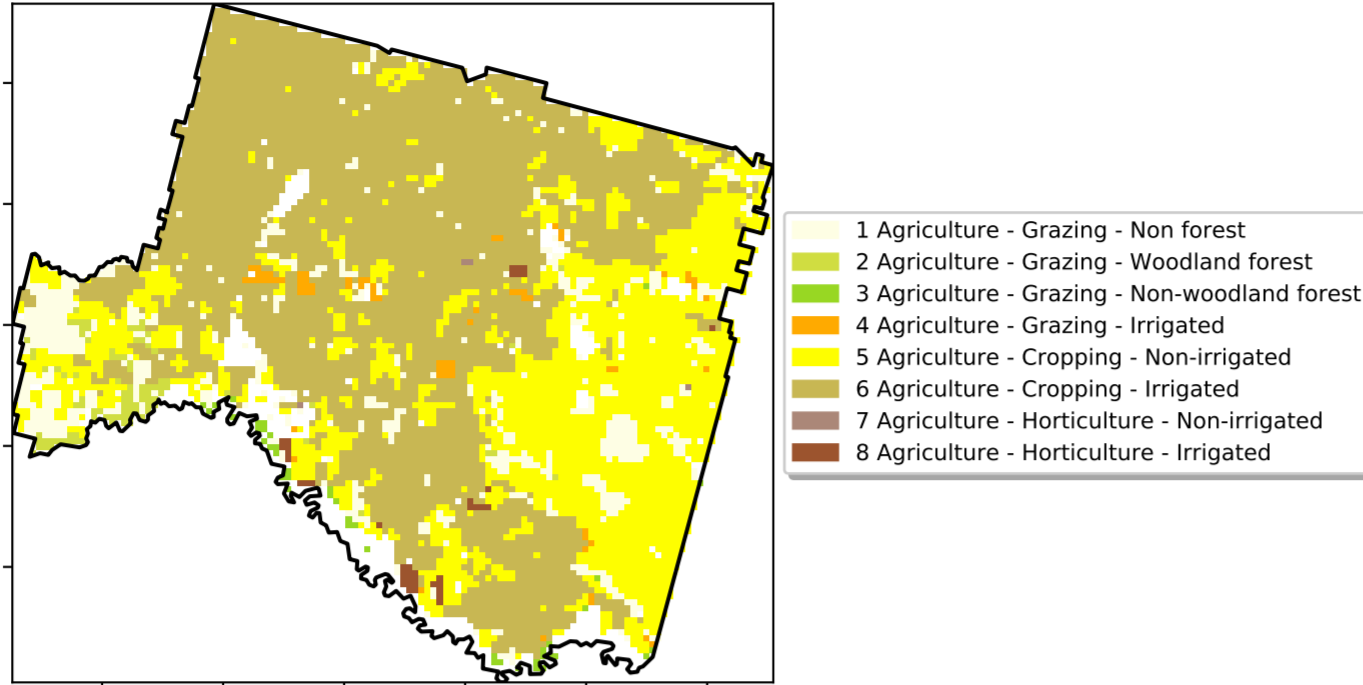 1 Agriculture - Grazing - Non forest
2 Agriculture - Grazing - Woodland forest
3 Agriculture - Grazing - Non-woodland forest
4 Agriculture - Grazing - Irrigated
5 Agriculture - Cropping - Non-irrigated
6 Agriculture - Cropping - Irrigated
7 Agriculture - Horticulture - Non-irrigated
8 Agriculture - Horticulture - Irrigated